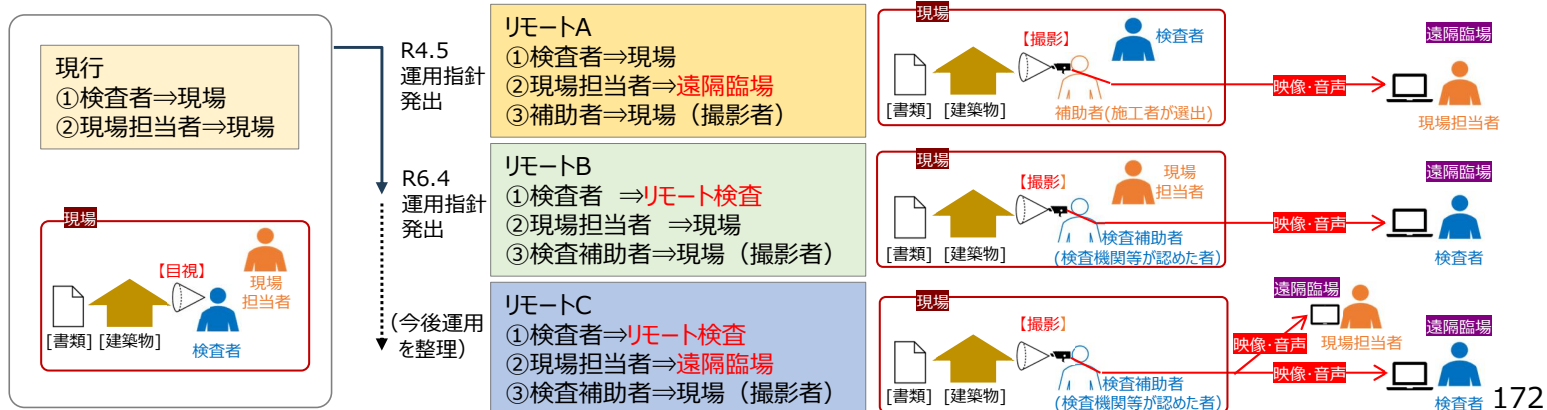 現行
①検査者⇒現場
②現場担当者⇒現場
現場
【目視】
現場
担当者
[書類] [建築物]
検査者
R4.5
運用指針
発出
R6.4
運用指針
発出
(今後運用
を整理)
リモートA
①検査者⇒現場
②現場担当者⇒遠隔臨場
③補助者⇒現場（撮影者）
現場
【撮影】
検査者
[書類] [建築物]
補助者(施工者が選出)
映像・音声
遠隔臨場
現場担当者
リモートB
①検査者 ⇒リモート検査
②現場担当者 ⇒現場
③検査補助者⇒現場（撮影者）
現場
【撮影】
現場
担当者
[書類] [建築物]
検査補助者
(検査機関等が認めた者)
映像・音声
遠隔臨場
検査者
リモートC
①検査者⇒リモート検査
②現場担当者⇒遠隔臨場
③検査補助者⇒現場（撮影者）
現場
【撮影】
[書類] [建築物]
検査補助者
(検査機関等が認めた者)
遠隔臨場
映像・音声
現場担当者
映像・音声
遠隔臨場
検査者
172